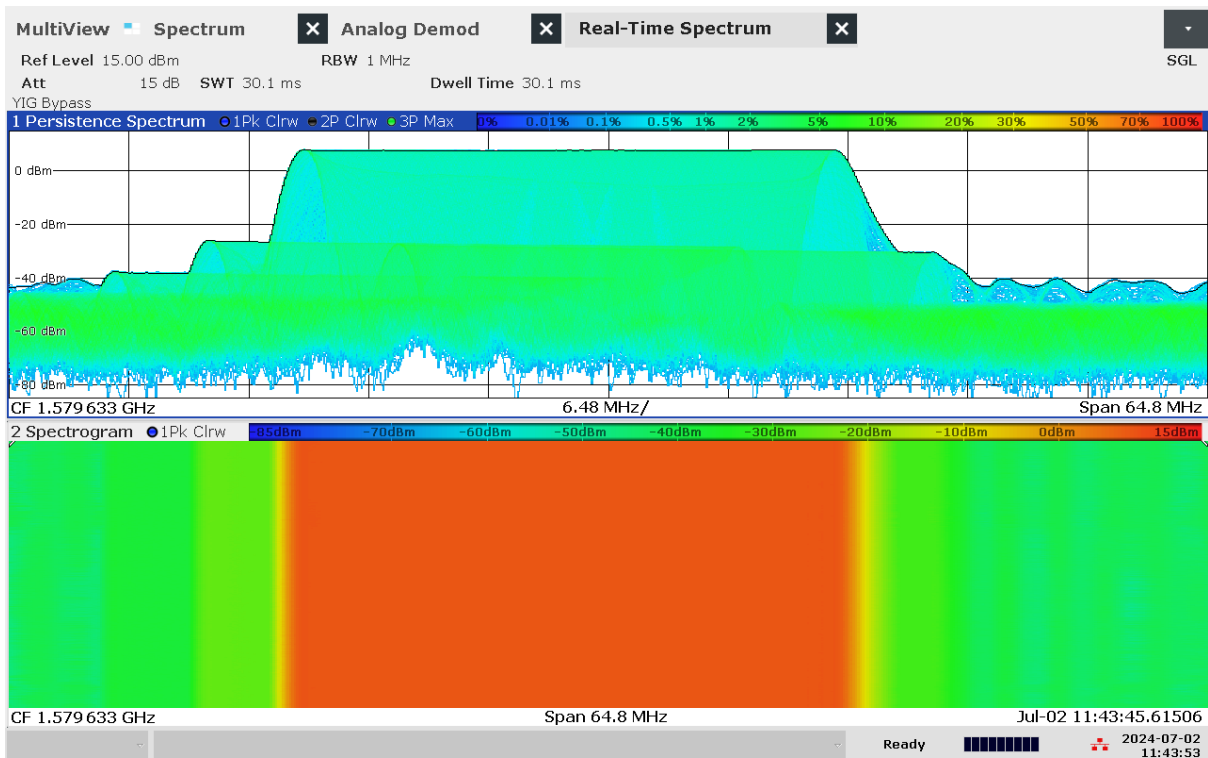 MultiView Spectrum Analog Demod Real-Time Spectrum
Ref Level 15.00 dBm RBW 1 MHz SGL
Att 15 dB SWT 30.1 ms Dwell Time 30.1 ms
YIG Bypass
1 Persistence Spectrum 1Pk Clrw 2P Clrw 3P Max 0% 0.01% 0.1% 0.5% 1% 2% 5% 10% 20% 30% 50% 70% 100%
0 dBm
-20 dBm
-40 dBm
-60 dBm
-80 dBm
CF 1.579 633 GHz 6.48 MHz/ Span 64.8 MHz
2 Spectrogram 1Pk Clrw -85dBm -70dBm -60dBm -50dBm -40dBm -30dBm -20dBm -10dBm 0dBm 15dBm
CF 1.579 633 GHz Span 64.8 MHz Jul-02 11:43:45.61506
Ready 2024-07-02
11:43:53